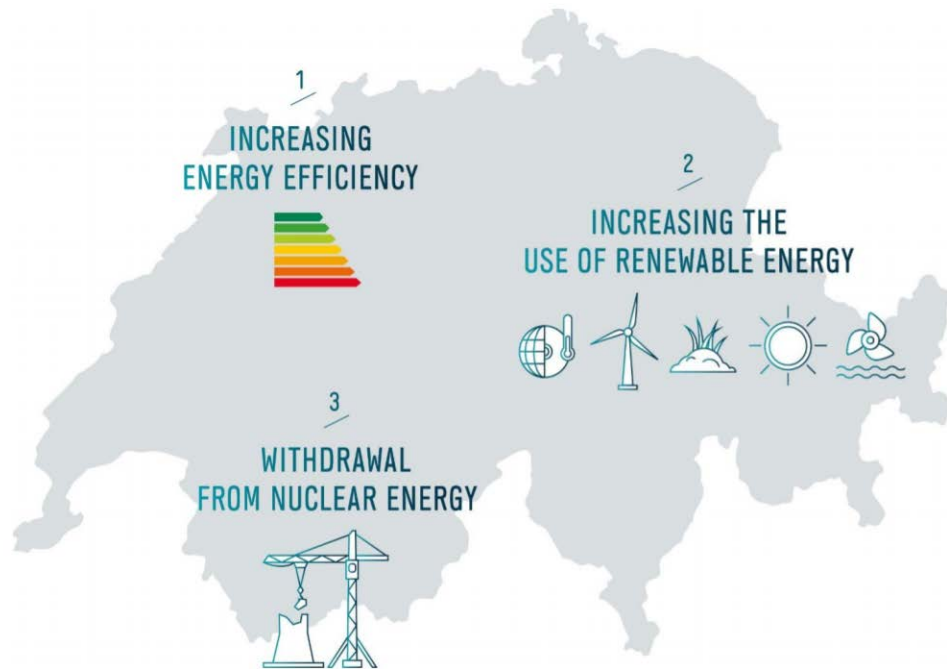 1
INCREASING
ENERGY EFFICIENCY
2
INCREASING THE
USE OF RENEWABLE ENERGY
3
WITHDRAWAL
FROM NUCLEAR ENERGY